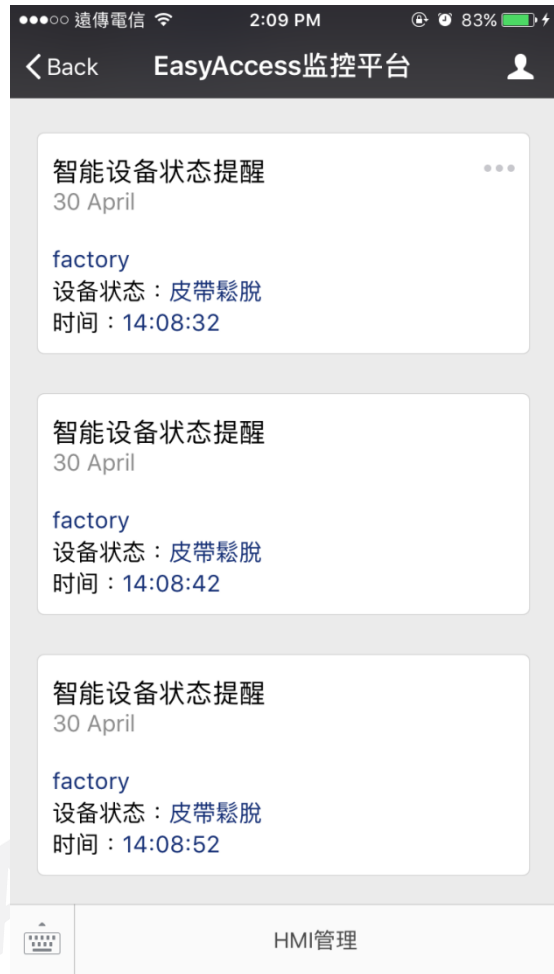 遠傳電信 2:09 PM 83%
Back EasyAccess监控平台
智能设备状态提醒
30 April
factory
设备状态：皮帶鬆脫
时间：14:08:32
智能设备状态提醒
30 April
factory
设备状态：皮帶鬆脫
时间：14:08:42
智能设备状态提醒
30 April
factory
设备状态：皮帶鬆脫
时间：14:08:52
HMI管理